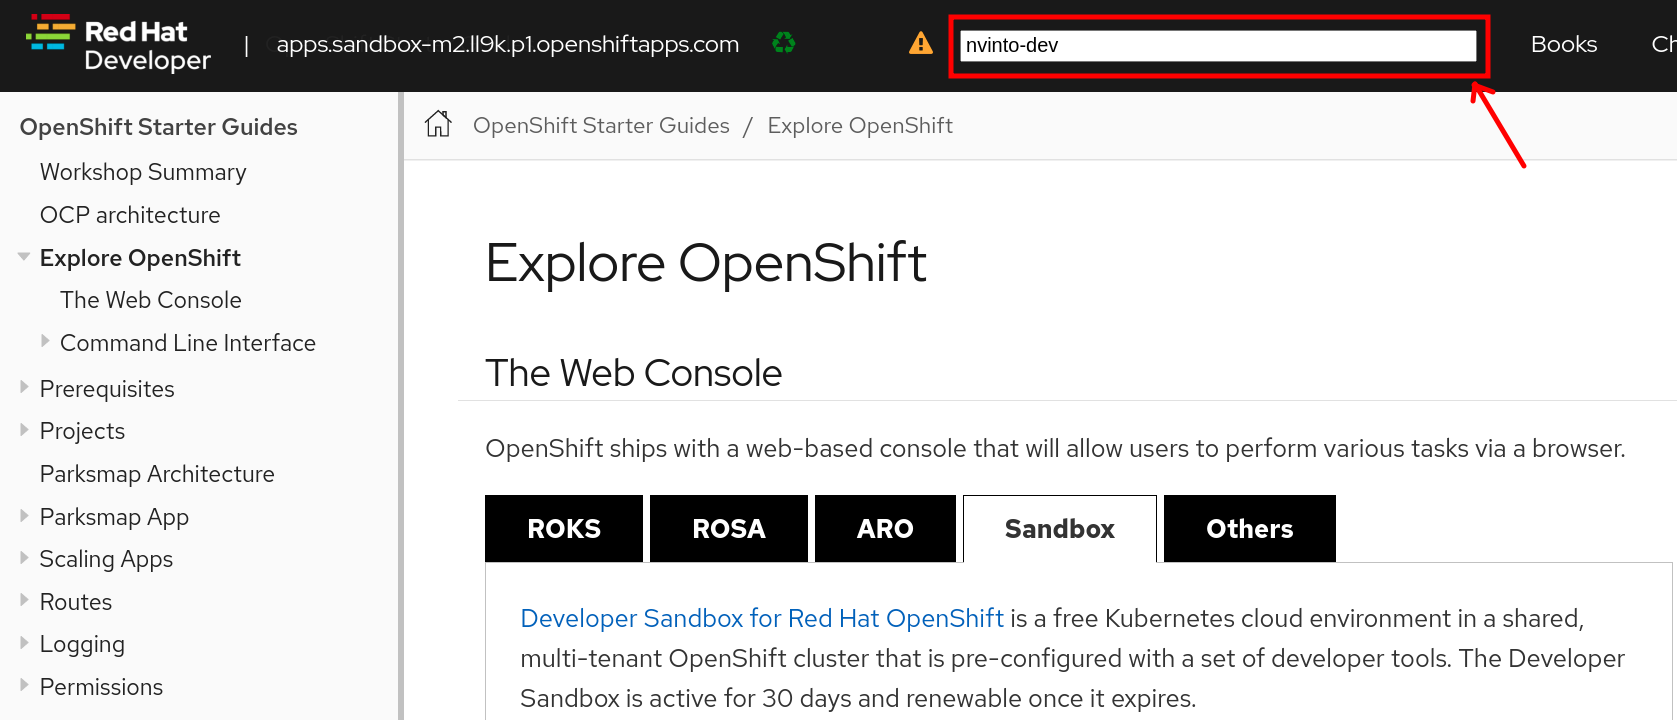 Red Hat
Developer
| apps.sandbox-m2.ll9k.p1.openshiftapps.com
nvinto-dev
Books
Ch
OpenShift Starter Guides
Workshop Summary
OCP architecture
Explore OpenShift
The Web Console
Command Line Interface
Prerequisites
Projects
Parksmap Architecture
Parksmap App
Scaling Apps
Routes
Logging
Permissions
OpenShift Starter Guides / Explore OpenShift
Explore OpenShift
The Web Console
OpenShift ships with a web-based console that will allow users to perform various tasks via a browser.
ROKS
ROSA
ARO
Sandbox
Others
Developer Sandbox for Red Hat OpenShift is a free Kubernetes cloud environment in a shared,
multi-tenant OpenShift cluster that is pre-configured with a set of developer tools. The Developer
Sandbox is active for 30 days and renewable once it expires.